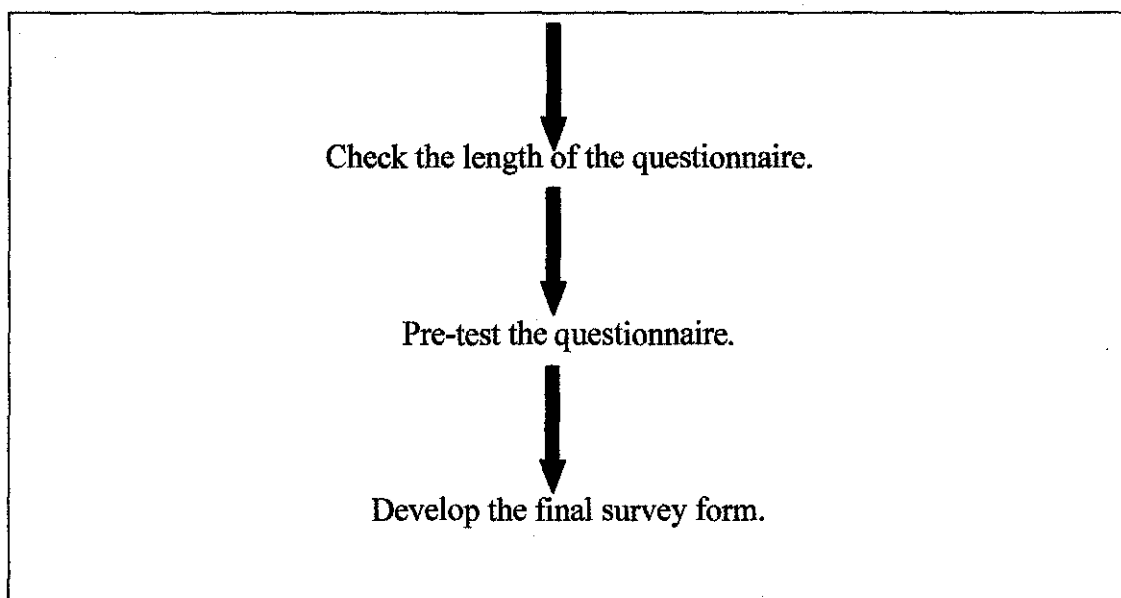 Check the length of the questionnaire.
Pre-test the questionnaire.
Develop the final survey form.